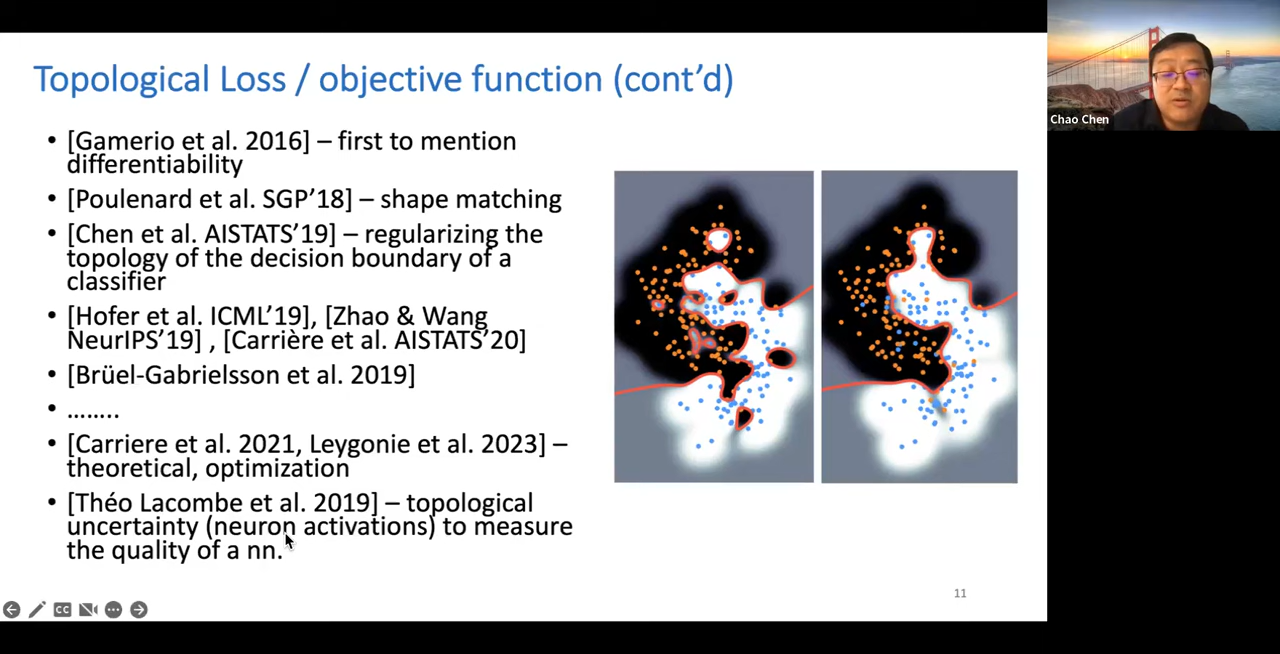 Topological Loss / objective function (cont’d)
• [Gamerio et al. 2016] – first to mention
differentiability
• [Poulenard et al. SGP’18] – shape matching
• [Chen et al. AISTATS’19] – regularizing the
topology of the decision boundary of a
classifier
• [Hofer et al. ICML’19], [Zhao & Wang
NeurIPS’19] , [Carrière et al. AISTATS’20]
• [Brüel-Gabrielsson et al. 2019]
• ........
• [Carriere et al. 2021, Leygonie et al. 2023] –
theoretical, optimization
• [Théo Lacombe et al. 2019] – topological
uncertainty (neuron activations) to measure
the quality of a nn.
11
CC
Chao Chen